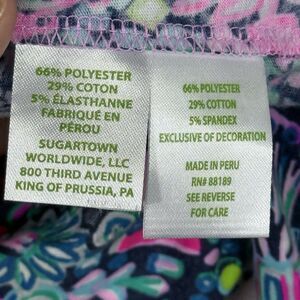 66% POLYESTER
29% COTON
5% ÉLASTHANNE
FABRIQUÉ EN
PÉROU
SUGARTOWN
WORLDWIDE, LLC
800 THIRD AVENUE
KING OF PRUSSIA, PA
66% POLYESTER
29% COTTON
5% SPANDEX
EXCLUSIVE OF DECORATION
MADE IN PERU
RN# 88189
SEE REVERSE
FOR CARE